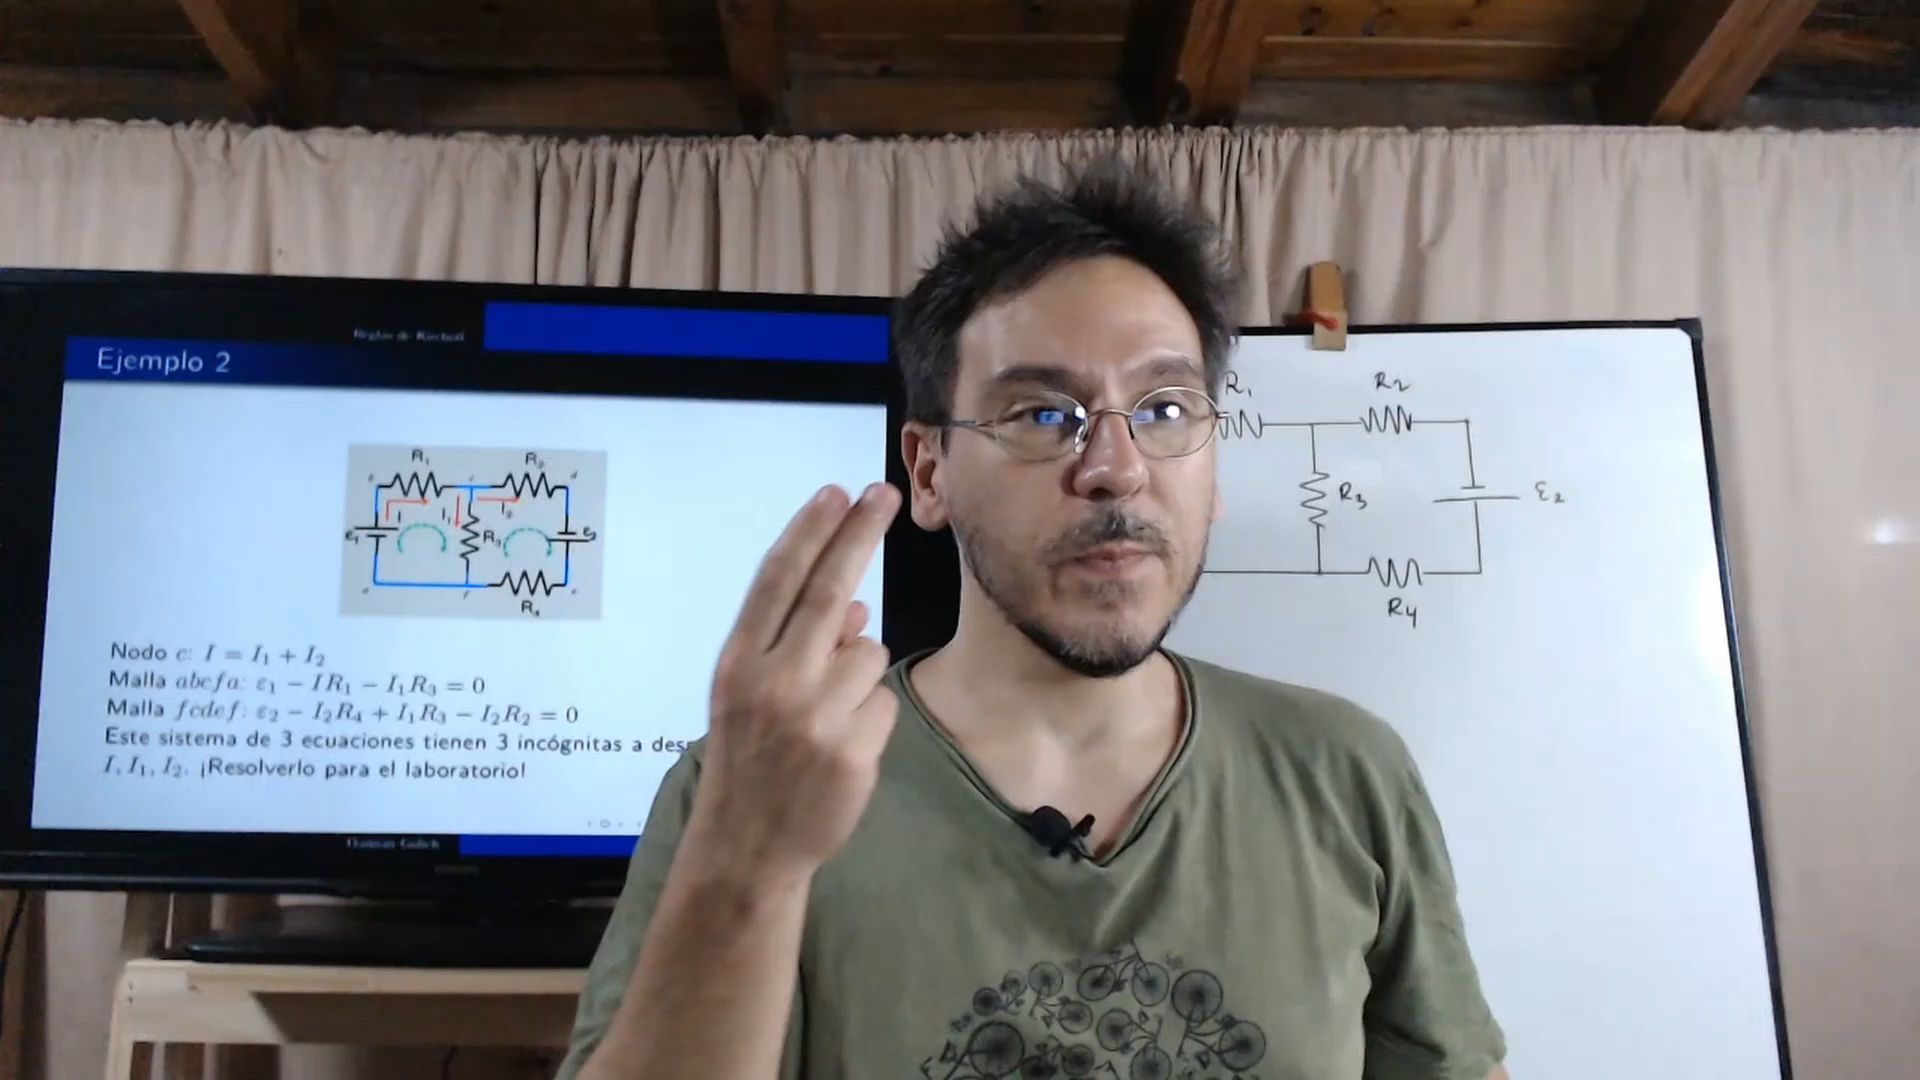 Reglas de Kirchoff
Ejemplo 2
R₁
R₂
I
I₁
I₂
ε₁
R₃
ε₂
R₄
Nodo c: I = I₁ + I₂
Malla abcfa: ε₁ − IR₁ − I₁R₃ = 0
Malla fcdef: ε₂ − I₂R₄ + I₁R₃ − I₂R₂ = 0
Este sistema de 3 ecuaciones tienen 3 incógnitas a
I, I₁, I₂. ¡Resolverlo para el laboratorio!
Damian Gulich
R₁
R₂
R₃
ε₂
R₄